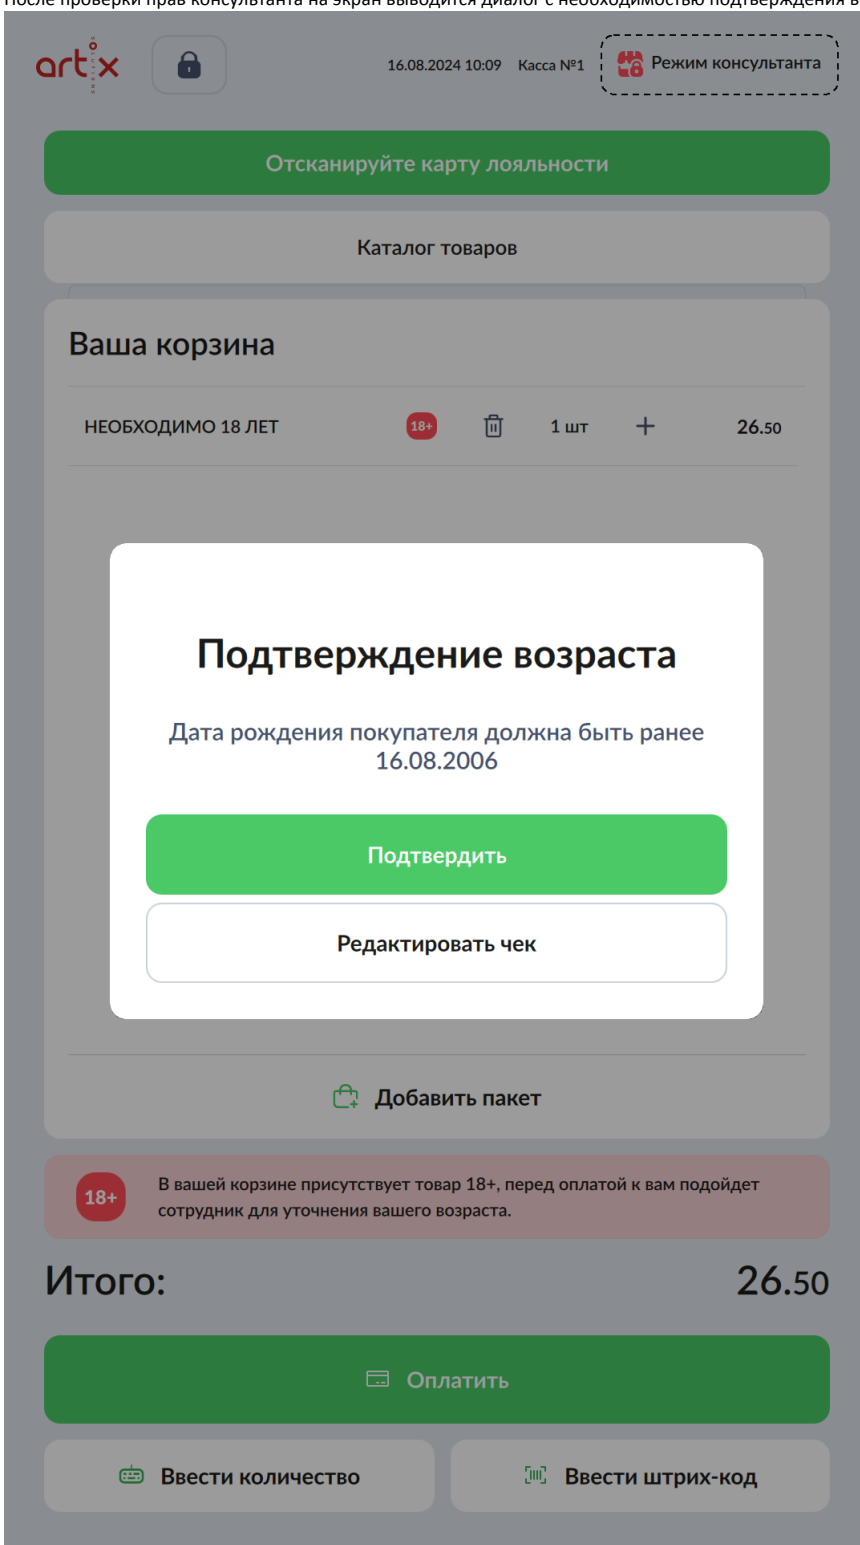 После проверки прав консультанта на экран выводится диалог с необходимостью подтверждения в
artix
16.08.2024 10:09 Касса №1 Режим консультанта
Отсканируйте карту лояльности
Каталог товаров
Ваша корзина
НЕОБХОДИМО 18 ЛЕТ 18+ 1 шт + 26.50
Подтверждение возраста
Дата рождения покупателя должна быть ранее
16.08.2006
Подтвердить
Редактировать чек
Добавить пакет
18+
В вашей корзине присутствует товар 18+, перед оплатой к вам подойдет
сотрудник для уточнения вашего возраста.
Итого: 26.50
Оплатить
Ввести количество
Ввести штрих-код